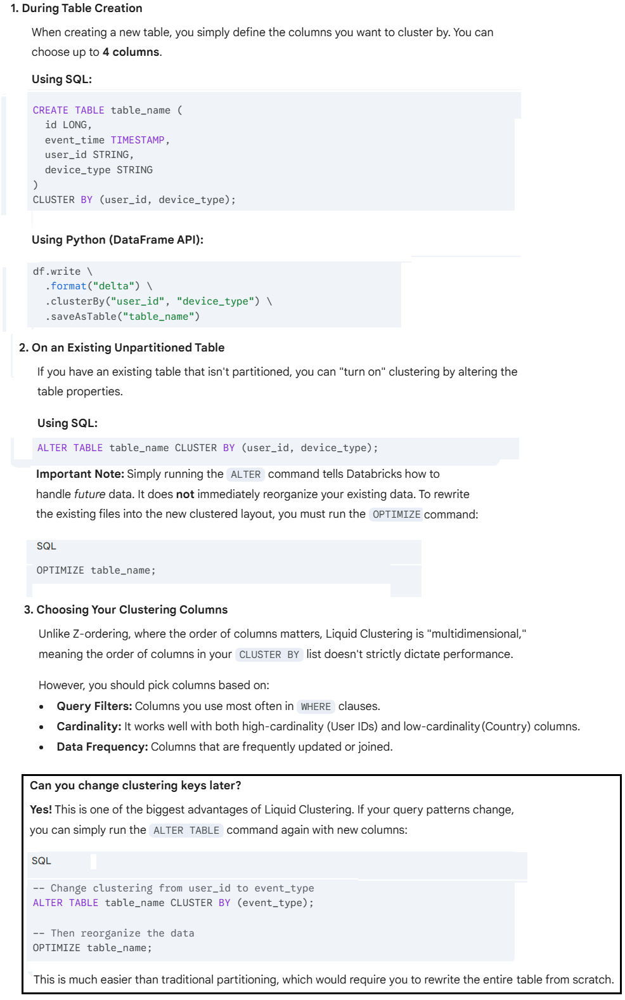 1. During Table Creation
When creating a new table, you simply define the columns you want to cluster by. You can
choose up to 4 columns.
Using SQL:
CREATE TABLE table_name (
  id LONG,
  event_time TIMESTAMP,
  user_id STRING,
  device_type STRING
)
CLUSTER BY (user_id, device_type);
Using Python (DataFrame API):
df.write \
  .format("delta") \
  .clusterBy("user_id", "device_type") \
  .saveAsTable("table_name")
2. On an Existing Unpartitioned Table
If you have an existing table that isn't partitioned, you can "turn on" clustering by altering the
table properties.
Using SQL:
ALTER TABLE table_name CLUSTER BY (user_id, device_type);
Important Note: Simply running the ALTER command tells Databricks how to
handle future data. It does not immediately reorganize your existing data. To rewrite
the existing files into the new clustered layout, you must run the OPTIMIZE command:
SQL
OPTIMIZE table_name;
3. Choosing Your Clustering Columns
Unlike Z-ordering, where the order of columns matters, Liquid Clustering is "multidimensional,"
meaning the order of columns in your CLUSTER BY list doesn't strictly dictate performance.
However, you should pick columns based on:
• Query Filters: Columns you use most often in WHERE clauses.
• Cardinality: It works well with both high-cardinality (User IDs) and low-cardinality (Country) columns.
• Data Frequency: Columns that are frequently updated or joined.
Can you change clustering keys later?
Yes! This is one of the biggest advantages of Liquid Clustering. If your query patterns change,
you can simply run the ALTER TABLE command again with new columns:
SQL
-- Change clustering from user_id to event_type
ALTER TABLE table_name CLUSTER BY (event_type);
-- Then reorganize the data
OPTIMIZE table_name;
This is much easier than traditional partitioning, which would require you to rewrite the entire table from scratch.